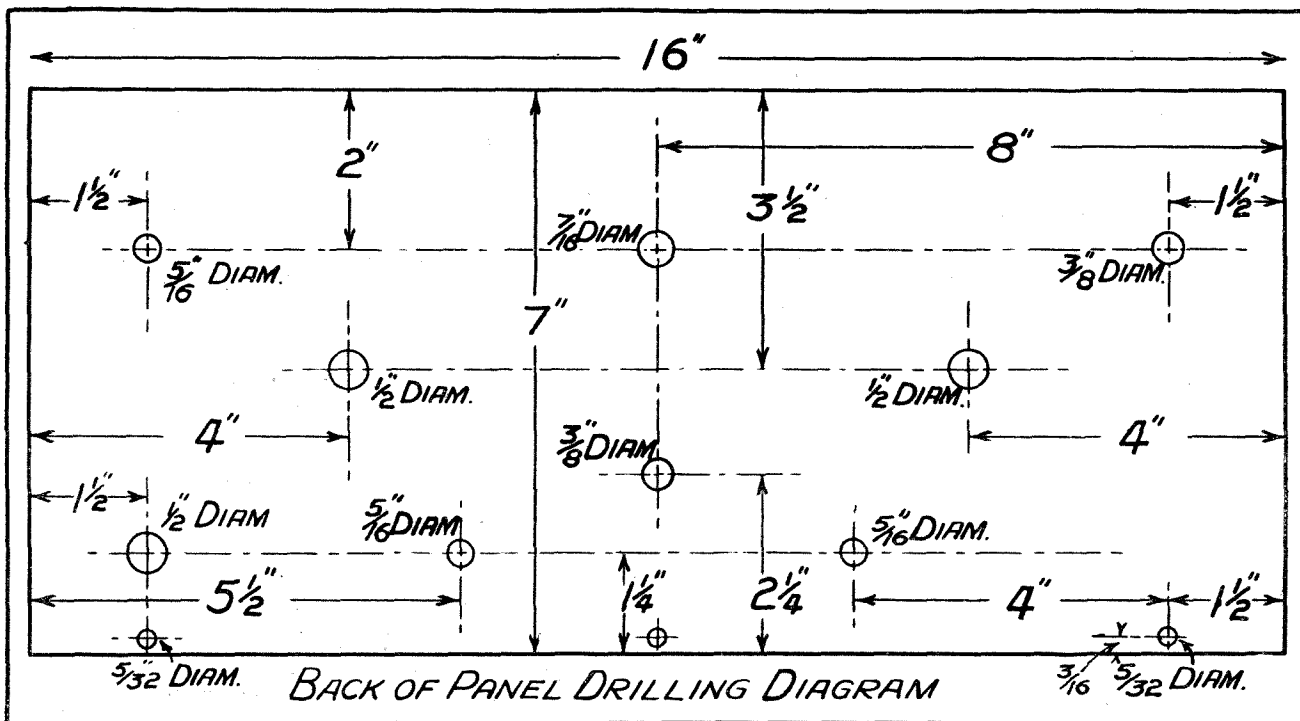 16"
2"
8"
1½"
3½"
1½"
7/16" DIAM
5/16" DIAM.
3/8" DIAM.
7"
½" DIAM.
½" DIAM.
4"
3/8" DIAM
4"
1½"
½ DIAM
5/16" DIAM
5/16" DIAM.
5½"
1¼"
2¼"
4"
1½"
5/32" DIAM.
3/16
5/32 DIAM.
BACK OF PANEL DRILLING DIAGRAM